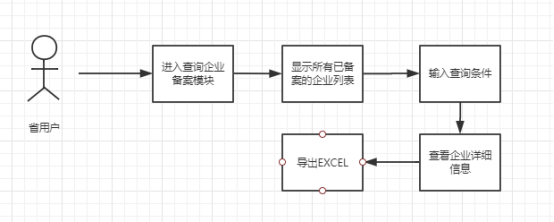 进入查询企业
备案模块
显示所有已备
案的企业列表
输入查询条件
省用户
导出EXCEL
查看企业详细
信息